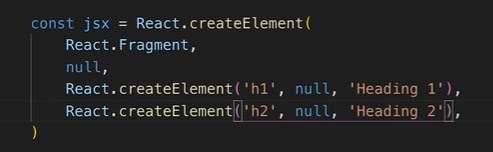 const jsx = React.createElement(
    React.Fragment,
    null,
    React.createElement('h1', null, 'Heading 1'),
    React.createElement('h2', null, 'Heading 2'),
)